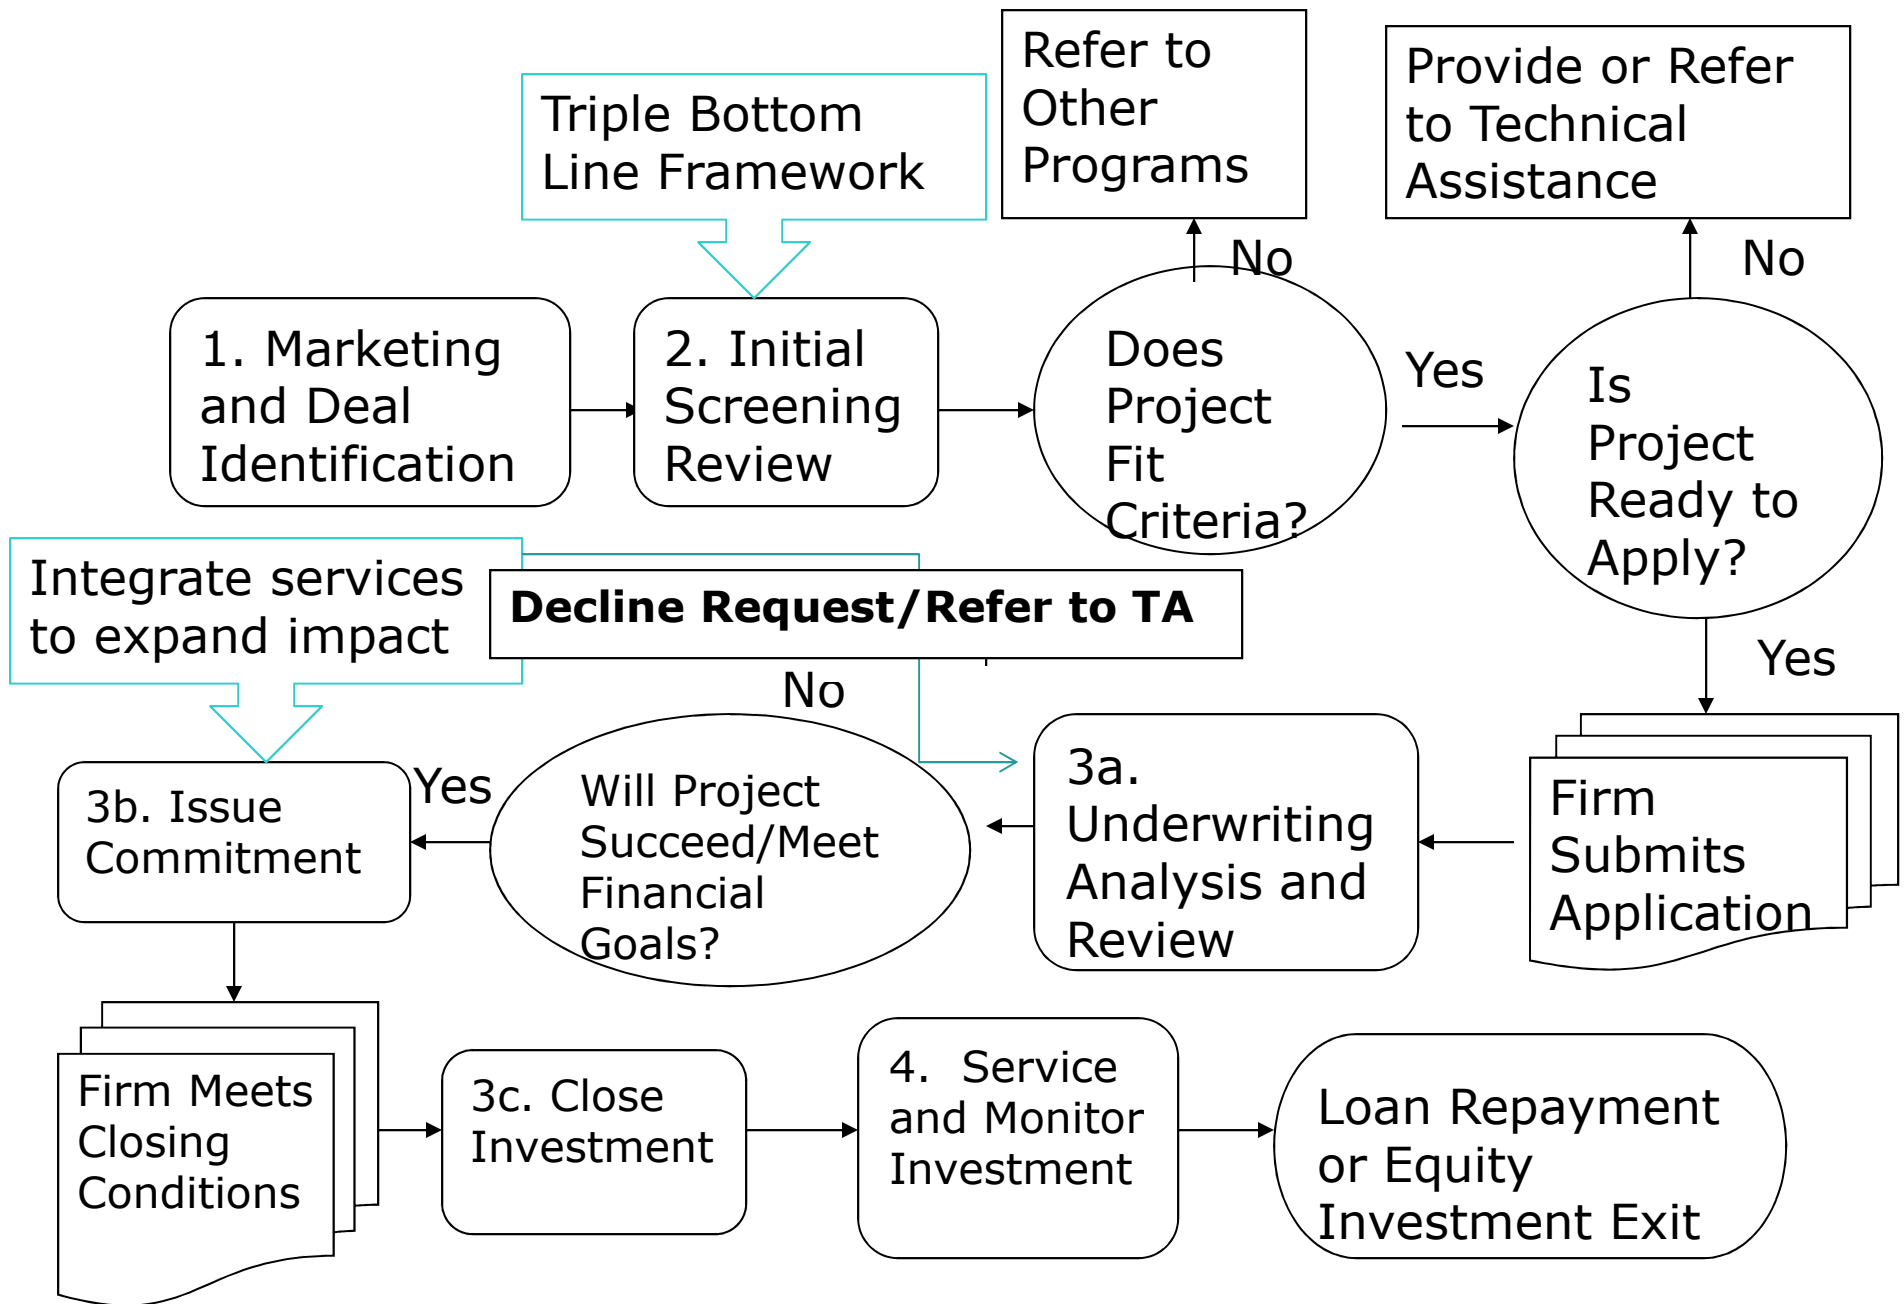 Refer to
Other
Programs
Provide or Refer
to Technical
Assistance
Triple Bottom
Line Framework
No
No
1. Marketing
and Deal
Identification
2. Initial
Screening
Review
Does
Project
Fit
Criteria?
Yes
Is
Project
Ready to
Apply?
Integrate services
to expand impact
Decline Request/Refer to TA
No
Yes
3b. Issue
Commitment
Yes
Will Project
Succeed/Meet
Financial
Goals?
3a.
Underwriting
Analysis and
Review
Firm
Submits
Application
Firm Meets
Closing
Conditions
3c. Close
Investment
4. Service
and Monitor
Investment
Loan Repayment
or Equity
Investment Exit